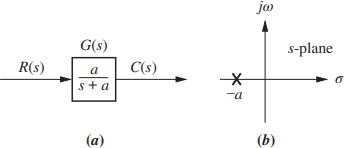 jω
G(s)
s-plane
R(s)
a
s + a
C(s)
σ
–a
(a)
(b)